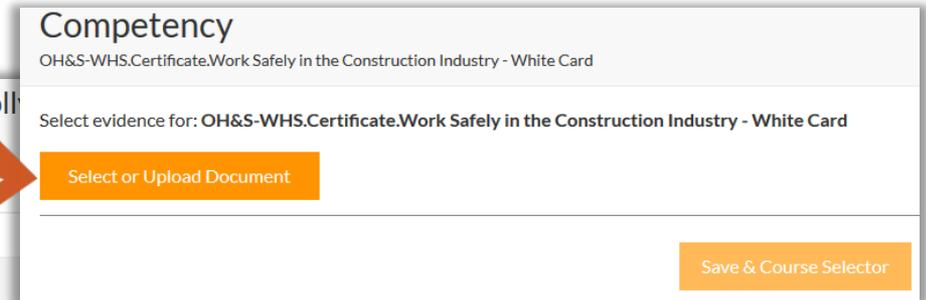 Competency
OH&S-WHS.Certificate.Work Safely in the Construction Industry - White Card
Select evidence for: OH&S-WHS.Certificate.Work Safely in the Construction Industry - White Card
Select or Upload Document
Save & Course Selector